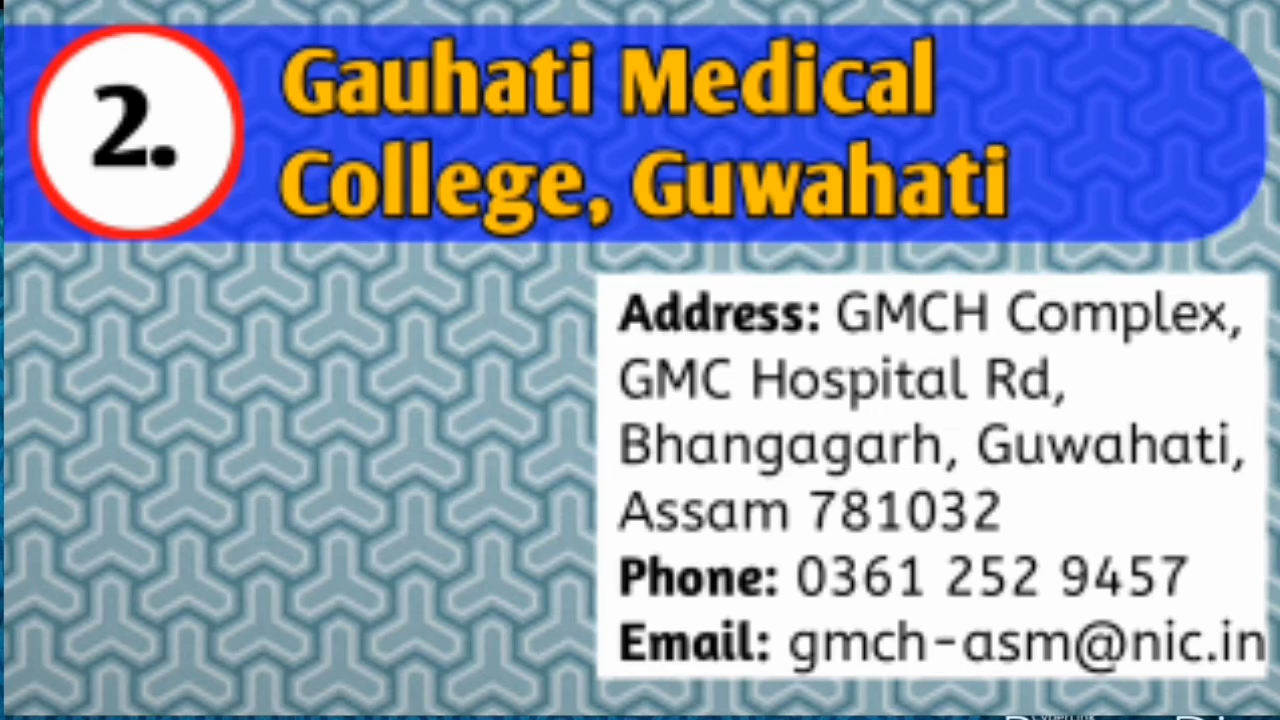 2.
Gauhati Medical
College, Guwahati
Address: GMCH Complex,
GMC Hospital Rd,
Bhangagarh, Guwahati,
Assam 781032
Phone: 0361 252 9457
Email: gmch-asm@nic.in